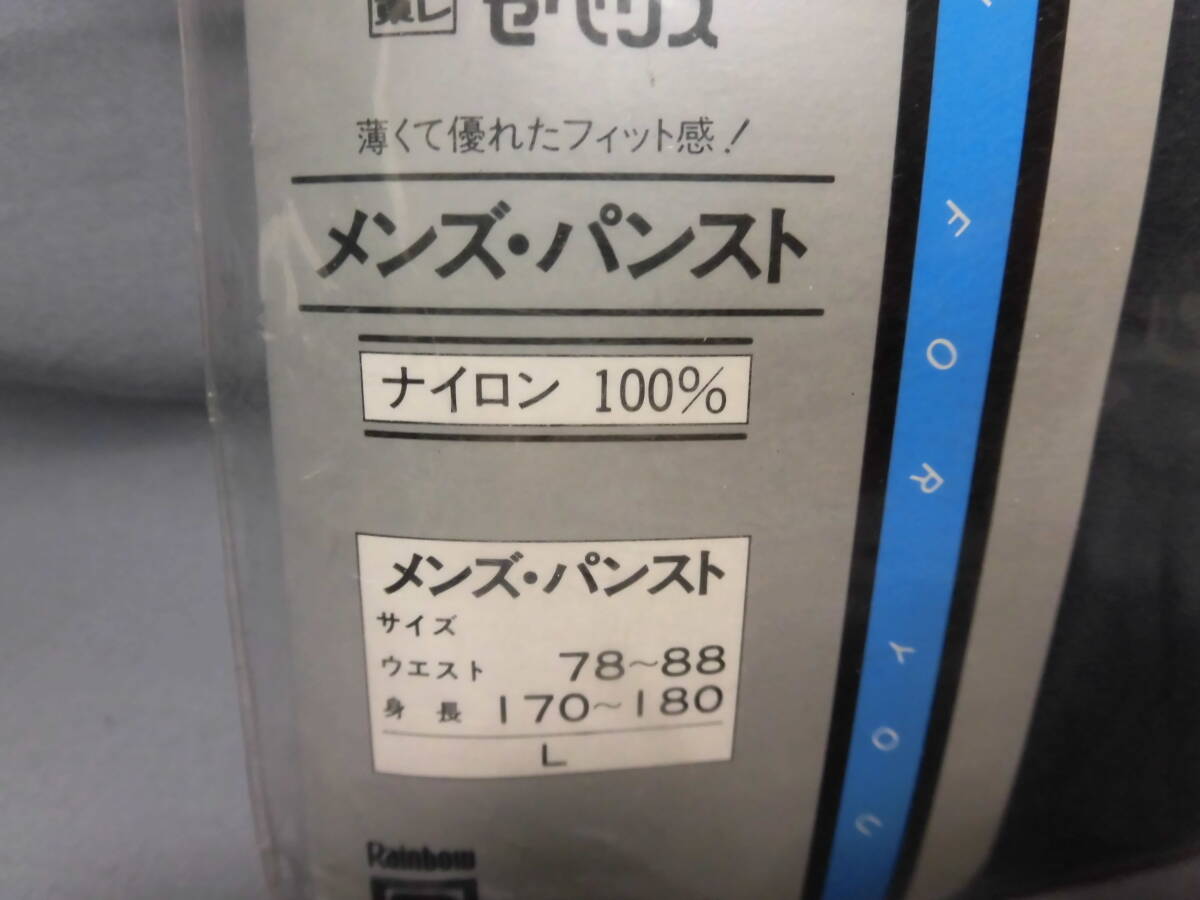 薄くて優れたフィット感!
メンズ・パンスト
ナイロン 100%
メンズ・パンスト
サイズ
ウエスト 78~88
身長 170~180
L
Rainbow
FOR YOU